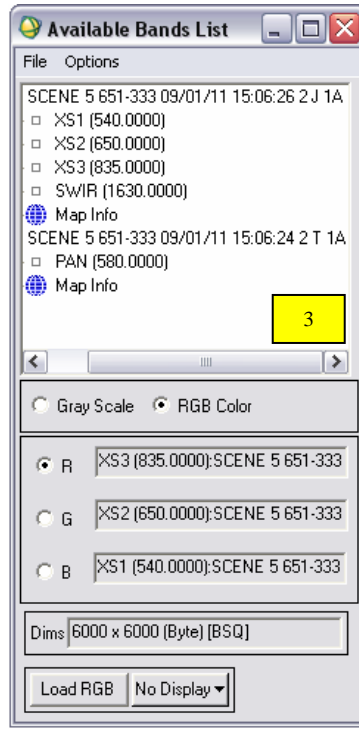 Available Bands List
File Options
SCENE 5 651-333 09/01/11 15:06:26 2 J 1A
XS1 (540.0000)
XS2 (650.0000)
XS3 (835.0000)
SWIR (1630.0000)
Map Info
SCENE 5 651-333 09/01/11 15:06:24 2 T 1A
PAN (580.0000)
Map Info
3
Gray Scale RGB Color
R XS3 (835.0000):SCENE 5 651-333
G XS2 (650.0000):SCENE 5 651-333
B XS1 (540.0000):SCENE 5 651-333
Dims 6000 x 6000 (Byte) [BSQ]
Load RGB No Display